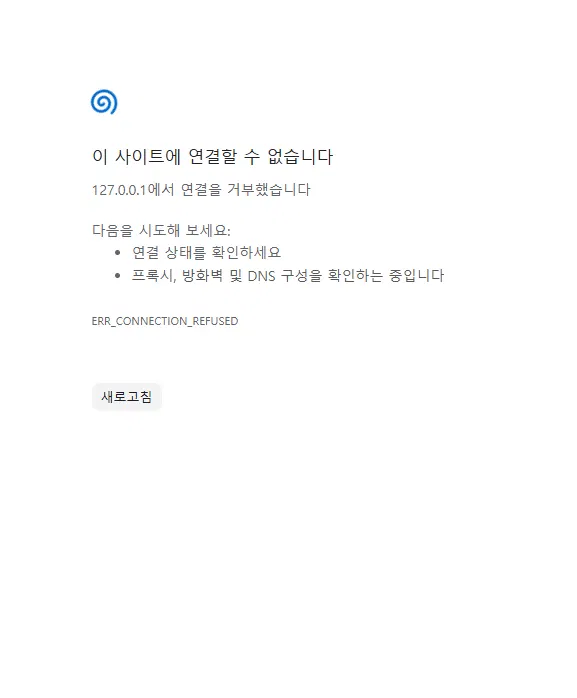 이 사이트에 연결할 수 없습니다
127.0.0.1에서 연결을 거부했습니다
다음을 시도해 보세요:
연결 상태를 확인하세요
프록시, 방화벽 및 DNS 구성을 확인하는 중입니다
ERR_CONNECTION_REFUSED
새로고침